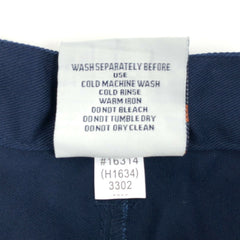 WASH SEPARATELY BEFORE
USE
COLD MACHINE WASH
COLD RINSE
WARM IRON
DO NOT BLEACH
DO NOT TUMBLE DRY
DO NOT DRY CLEAN
#16314
(H1634)
3302